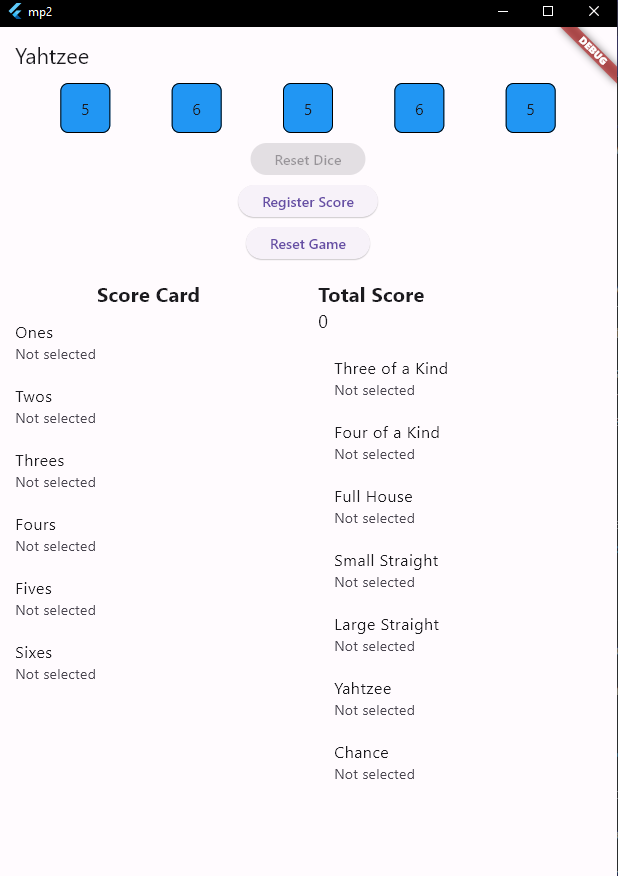 mp2
DEBUG
Yahtzee
5 6 5 6 5
Reset Dice
Register Score
Reset Game
Score Card
Ones
Not selected
Twos
Not selected
Threes
Not selected
Fours
Not selected
Fives
Not selected
Sixes
Not selected
Total Score
0
Three of a Kind
Not selected
Four of a Kind
Not selected
Full House
Not selected
Small Straight
Not selected
Large Straight
Not selected
Yahtzee
Not selected
Chance
Not selected